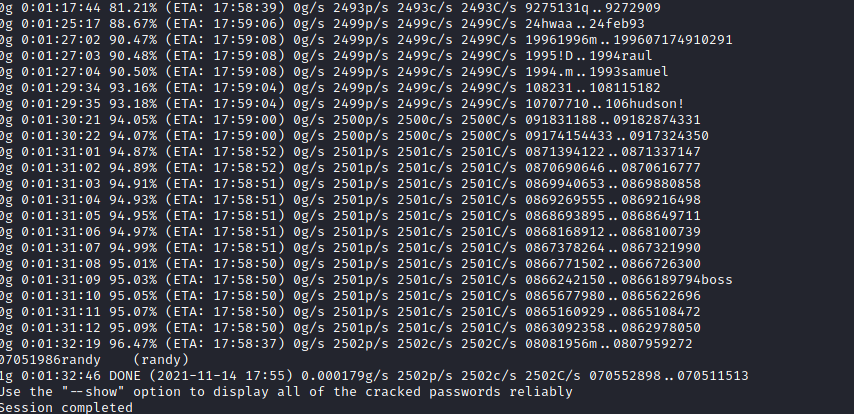 0g 0:01:17:44 81.21% (ETA: 17:58:39) 0g/s 2493p/s 2493c/s 2493C/s 9275131q..9272909
0g 0:01:25:17 88.67% (ETA: 17:59:06) 0g/s 2499p/s 2499c/s 2499C/s 24hwaa..24feb93
0g 0:01:27:02 90.47% (ETA: 17:59:08) 0g/s 2499p/s 2499c/s 2499C/s 19961996m..199607174910291
0g 0:01:27:03 90.48% (ETA: 17:59:08) 0g/s 2499p/s 2499c/s 2499C/s 1995!D..1994raul
0g 0:01:27:04 90.50% (ETA: 17:59:08) 0g/s 2499p/s 2499c/s 2499C/s 1994.m..1993samuel
0g 0:01:29:34 93.16% (ETA: 17:59:04) 0g/s 2499p/s 2499c/s 2499C/s 108231..108115182
0g 0:01:29:35 93.18% (ETA: 17:59:04) 0g/s 2499p/s 2499c/s 2499C/s 10707710..106hudson!
0g 0:01:30:21 94.05% (ETA: 17:59:00) 0g/s 2500p/s 2500c/s 2500C/s 091831188..09182874331
0g 0:01:30:22 94.07% (ETA: 17:59:00) 0g/s 2500p/s 2500c/s 2500C/s 09174154433..0917324350
0g 0:01:31:01 94.87% (ETA: 17:58:52) 0g/s 2501p/s 2501c/s 2501C/s 0871394122..0871337147
0g 0:01:31:02 94.89% (ETA: 17:58:52) 0g/s 2501p/s 2501c/s 2501C/s 0870690646..0870616777
0g 0:01:31:03 94.91% (ETA: 17:58:51) 0g/s 2501p/s 2501c/s 2501C/s 0869940653..0869880858
0g 0:01:31:04 94.93% (ETA: 17:58:51) 0g/s 2501p/s 2501c/s 2501C/s 0869269555..0869216498
0g 0:01:31:05 94.95% (ETA: 17:58:51) 0g/s 2501p/s 2501c/s 2501C/s 0868693895..0868649711
0g 0:01:31:06 94.97% (ETA: 17:58:51) 0g/s 2501p/s 2501c/s 2501C/s 0868168912..0868100739
0g 0:01:31:07 94.99% (ETA: 17:58:51) 0g/s 2501p/s 2501c/s 2501C/s 0867378264..0867321990
0g 0:01:31:08 95.01% (ETA: 17:58:50) 0g/s 2501p/s 2501c/s 2501C/s 0866771502..0866726300
0g 0:01:31:09 95.03% (ETA: 17:58:50) 0g/s 2501p/s 2501c/s 2501C/s 0866242150..0866189794boss
0g 0:01:31:10 95.05% (ETA: 17:58:50) 0g/s 2501p/s 2501c/s 2501C/s 0865677980..0865622696
0g 0:01:31:11 95.07% (ETA: 17:58:50) 0g/s 2501p/s 2501c/s 2501C/s 0865160929..0865108472
0g 0:01:31:12 95.09% (ETA: 17:58:50) 0g/s 2501p/s 2501c/s 2501C/s 0863092358..0862978050
0g 0:01:32:19 96.47% (ETA: 17:58:37) 0g/s 2502p/s 2502c/s 2502C/s 08081956m..0807959272
07051986randy    (randy)
1g 0:01:32:46 DONE (2021-11-14 17:55) 0.000179g/s 2502p/s 2502c/s 2502C/s 070552898..070511513
Use the "--show" option to display all of the cracked passwords reliably
Session completed